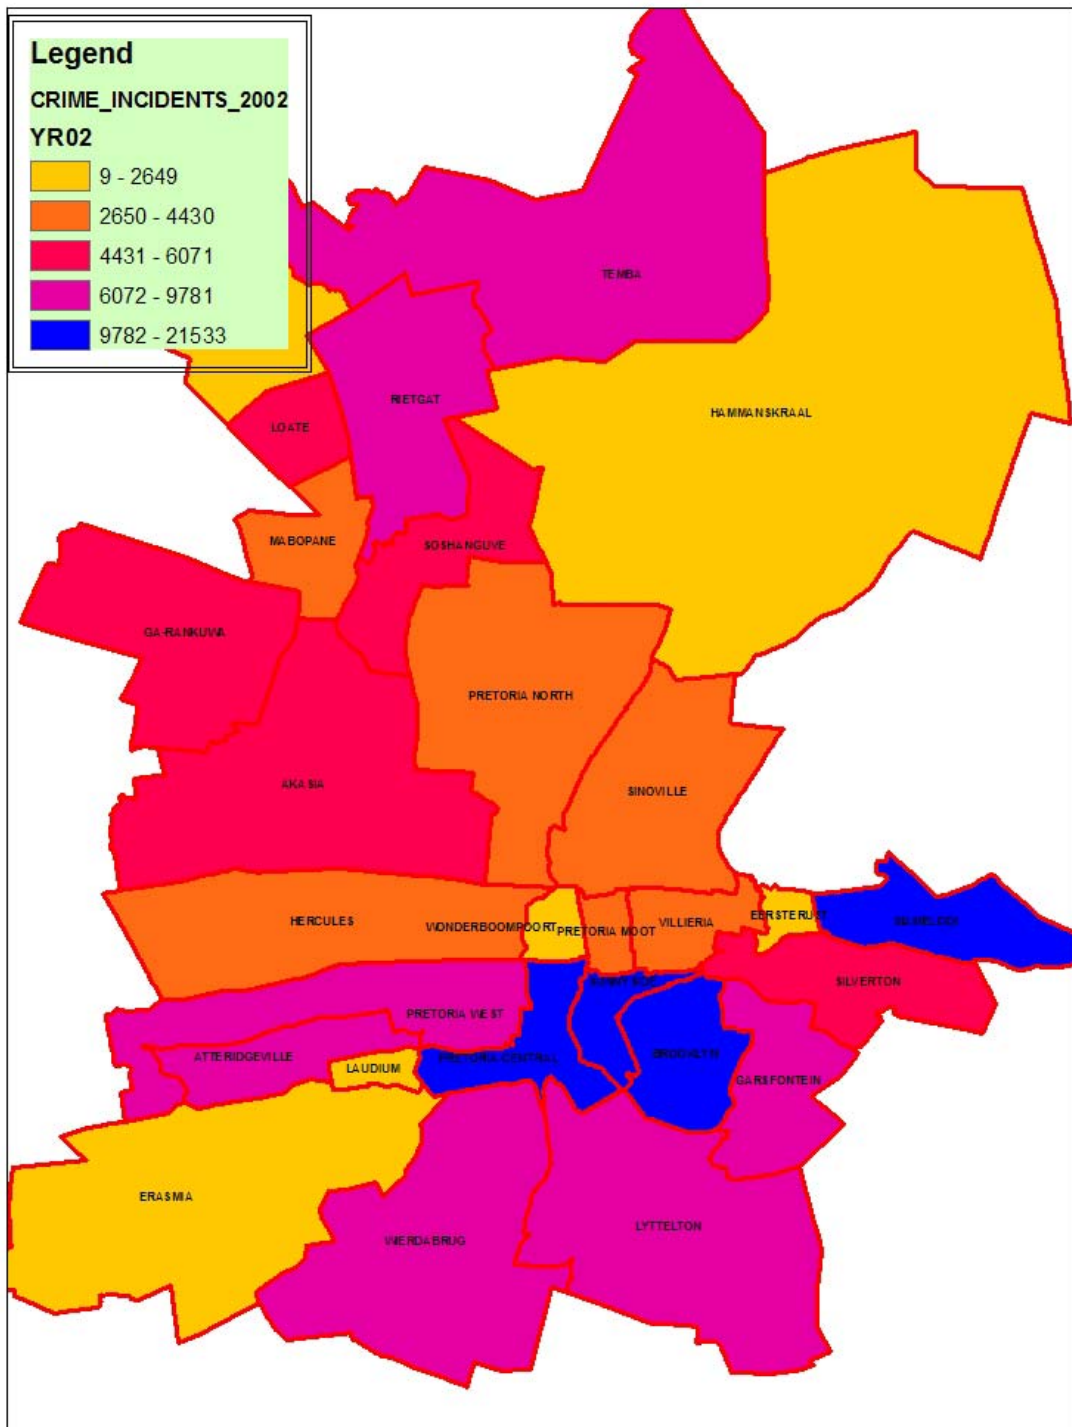 Legend
CRIME_INCIDENTS_2002
YR02
9 - 2649
2650 - 4430
4431 - 6071
6072 - 9781
9782 - 21533
TEMBA
RIETGAT
HAMMANSKRAAL
LOATE
MABOPANE
SOSHANGUVE
GA-RANKUWA
PRETORIA NORTH
AKASIA
SINOVILLE
HERCULES
WONDERBOOMPOORT
PRETORIA MOOT
VILLIERIA
EERSTERUST
MAMELODI
SUNNYSIDE
SILVERTON
PRETORIA WEST
ATTERIDGEVILLE
LAUDIUM
PRETORIA CENTRAL
BROOKLYN
GARSFONTEIN
ERASMIA
WIERDABRUG
LYTTELTON